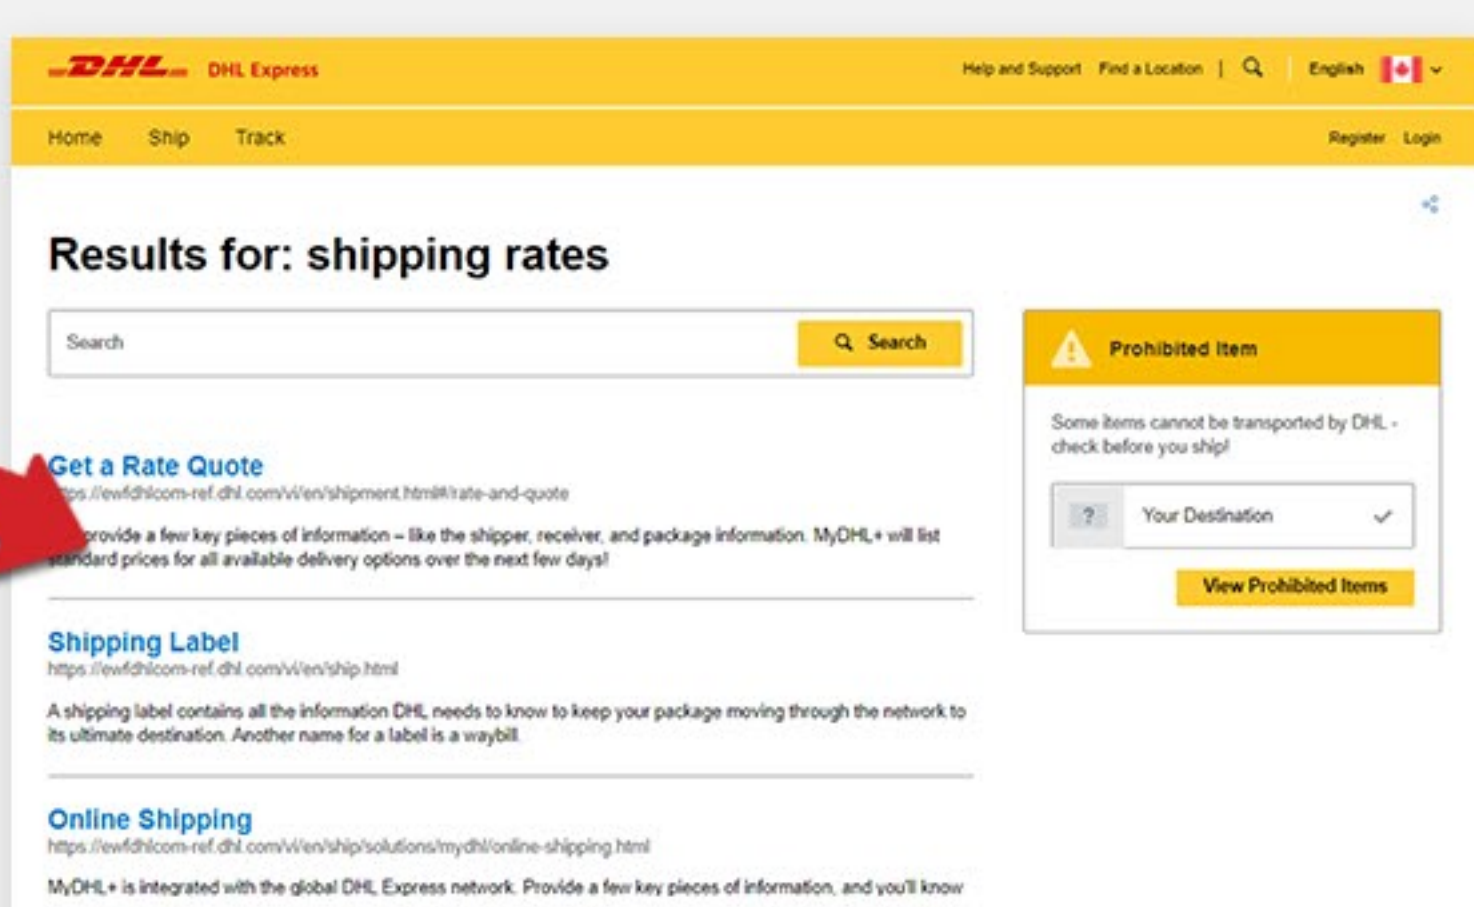 DHL DHL Express
Help and Support Find a Location | English
Home Ship Track
Register Login
Results for: shipping rates
Search
Search
Get a Rate Quote
ttps://ewfdhlcom-ref.dhl.com/vi/en/shipment.html#/rate-and-quote
provide a few key pieces of information – like the shipper, receiver, and package information. MyDHL+ will list
standard prices for all available delivery options over the next few days!
Shipping Label
https://ewfdhlcom-ref.dhl.com/vi/en/ship.html
A shipping label contains all the information DHL needs to know to keep your package moving through the network to
its ultimate destination. Another name for a label is a waybill.
Online Shipping
https://ewfdhlcom-ref.dhl.com/vi/en/ship/solutions/mydhl/online-shipping.html
MyDHL+ is integrated with the global DHL Express network. Provide a few key pieces of information, and you'll know
Prohibited Item
Some items cannot be transported by DHL -
check before you ship!
? Your Destination
View Prohibited Items